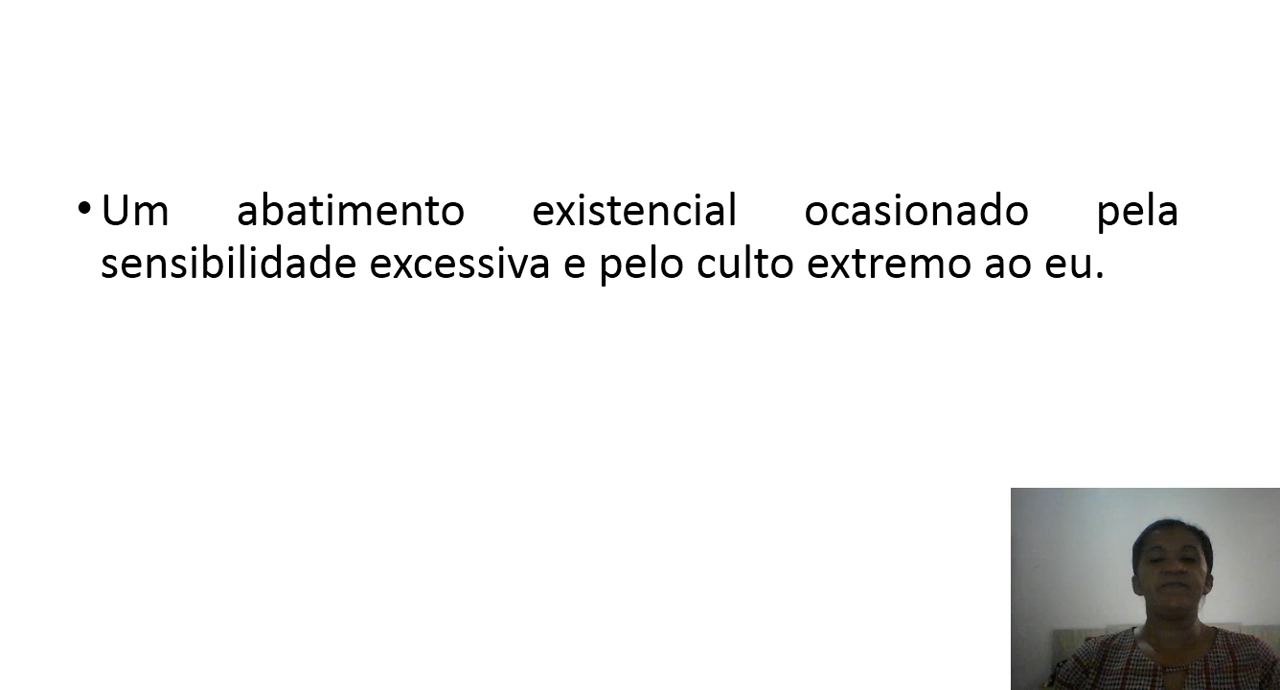 • Um abatimento existencial ocasionado pela
sensibilidade excessiva e pelo culto extremo ao eu.